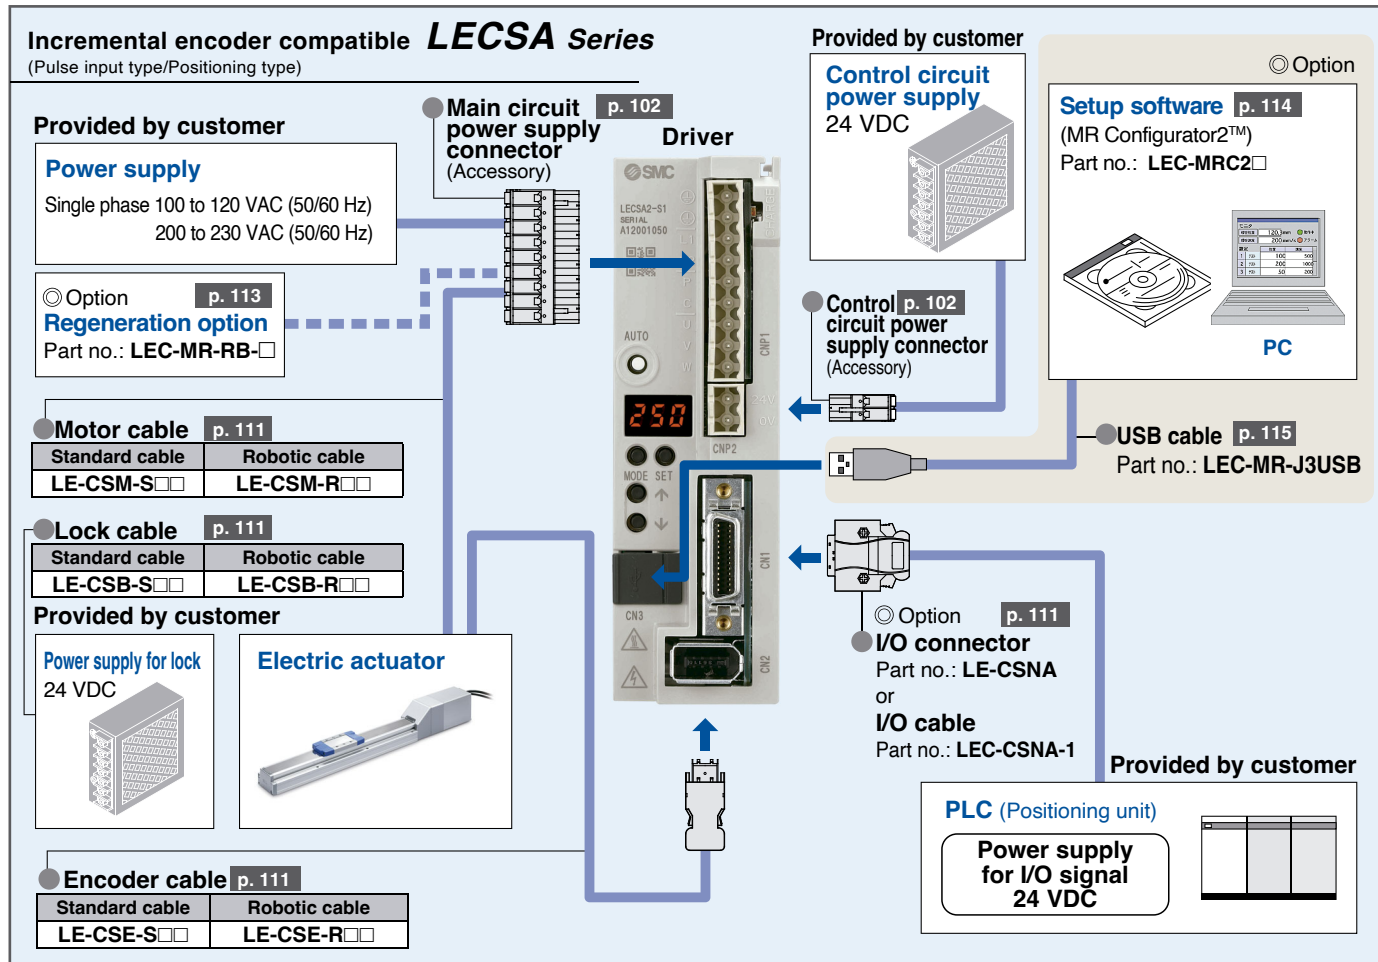 Incremental encoder compatible LECSA Series
(Pulse input type/Positioning type)
Provided by customer
Power supply
Single phase 100 to 120 VAC (50/60 Hz)
200 to 230 VAC (50/60 Hz)
◎ Option p. 113
Regeneration option
Part no.: LEC-MR-RB-□
Main circuit p. 102
power supply
connector
(Accessory)
Driver
SMC
LECSA2-S1
SERIAL
A12001050
L1
P
C
U
V
W
CNP1
AUTO
250
24V
0V
CNP2
MODE SET
CN1
CN3
CN2
Provided by customer
Control circuit
power supply
24 VDC
Control p. 102
circuit power
supply connector
(Accessory)
◎ Option
Setup software p. 114
(MR Configurator2™)
Part no.: LEC-MRC2□
PC
USB cable p. 115
Part no.: LEC-MR-J3USB
Motor cable p. 111
Standard cable Robotic cable
LE-CSM-S□□ LE-CSM-R□□
Lock cable p. 111
Standard cable Robotic cable
LE-CSB-S□□ LE-CSB-R□□
Provided by customer
Power supply for lock
24 VDC
Electric actuator
◎ Option p. 111
I/O connector
Part no.: LE-CSNA
or
I/O cable
Part no.: LEC-CSNA-1
Provided by customer
PLC (Positioning unit)
Power supply
for I/O signal
24 VDC
Encoder cable p. 111
Standard cable Robotic cable
LE-CSE-S□□ LE-CSE-R□□